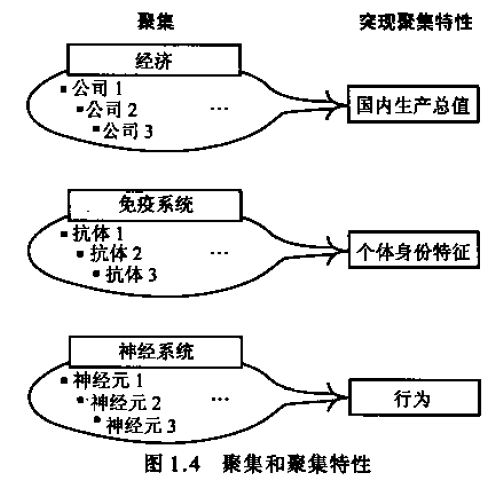 聚集 突现聚集特性
经济
▪公司 1
▪公司 2 … 国内生产总值
▪公司 3
免疫系统
▪抗体 1
▪抗体 2 … 个体身份特征
▪抗体 3
神经系统
▪神经元 1
▪神经元 2 … 行为
▪神经元 3
图 1.4 聚集和聚集特性